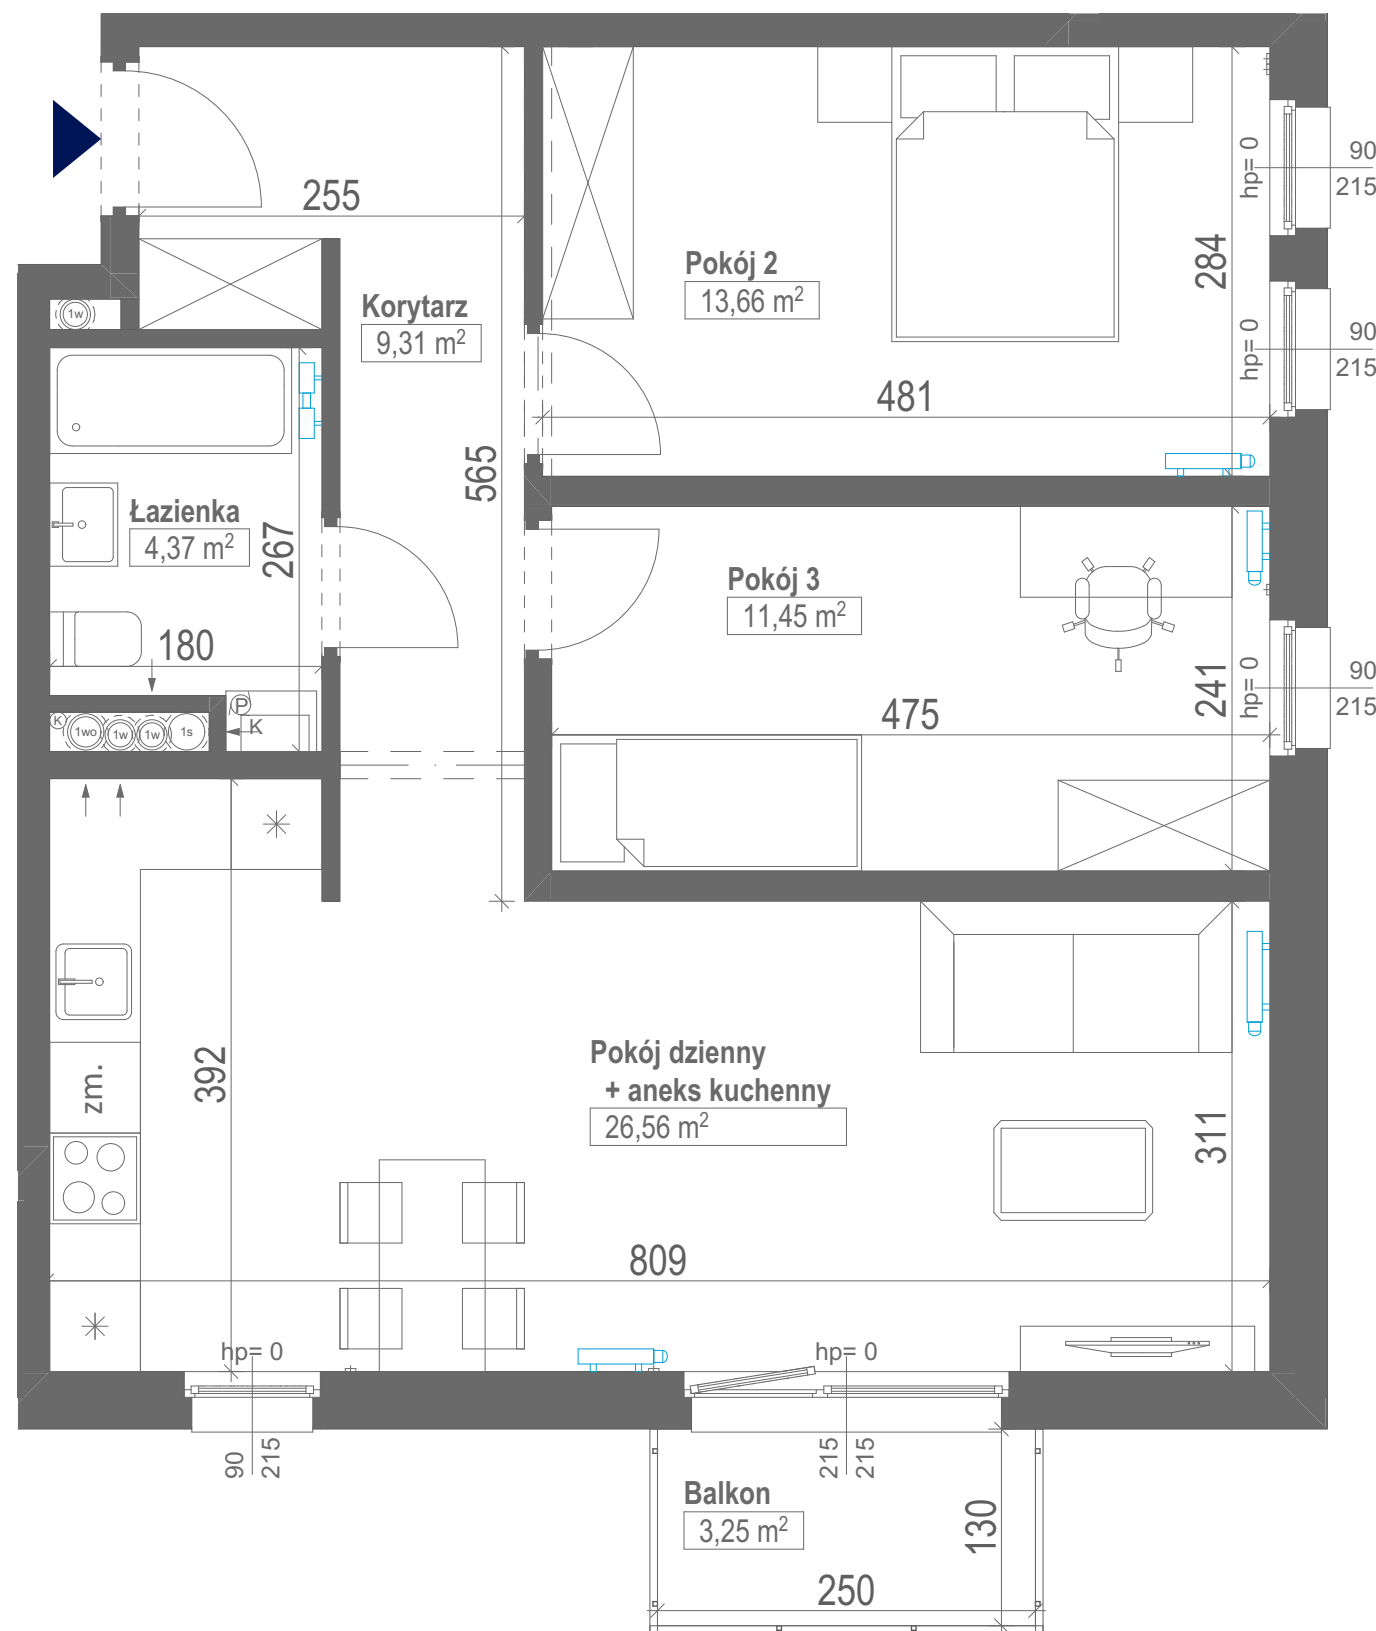 255
Korytarz
9,31 m²
565
1w
Pokój 2
13,66 m²
481
284
hp= 0
90
215
hp= 0
90
215
Łazienka
4,37 m²
267
180
K
1wo
1w
1w
1s
P
K
Pokój 3
11,45 m²
475
241
hp= 0
90
215
392
zm.
Pokój dzienny
+ aneks kuchenny
26,56 m²
311
809
hp= 0
90
215
hp= 0
215
215
Balkon
3,25 m²
130
250